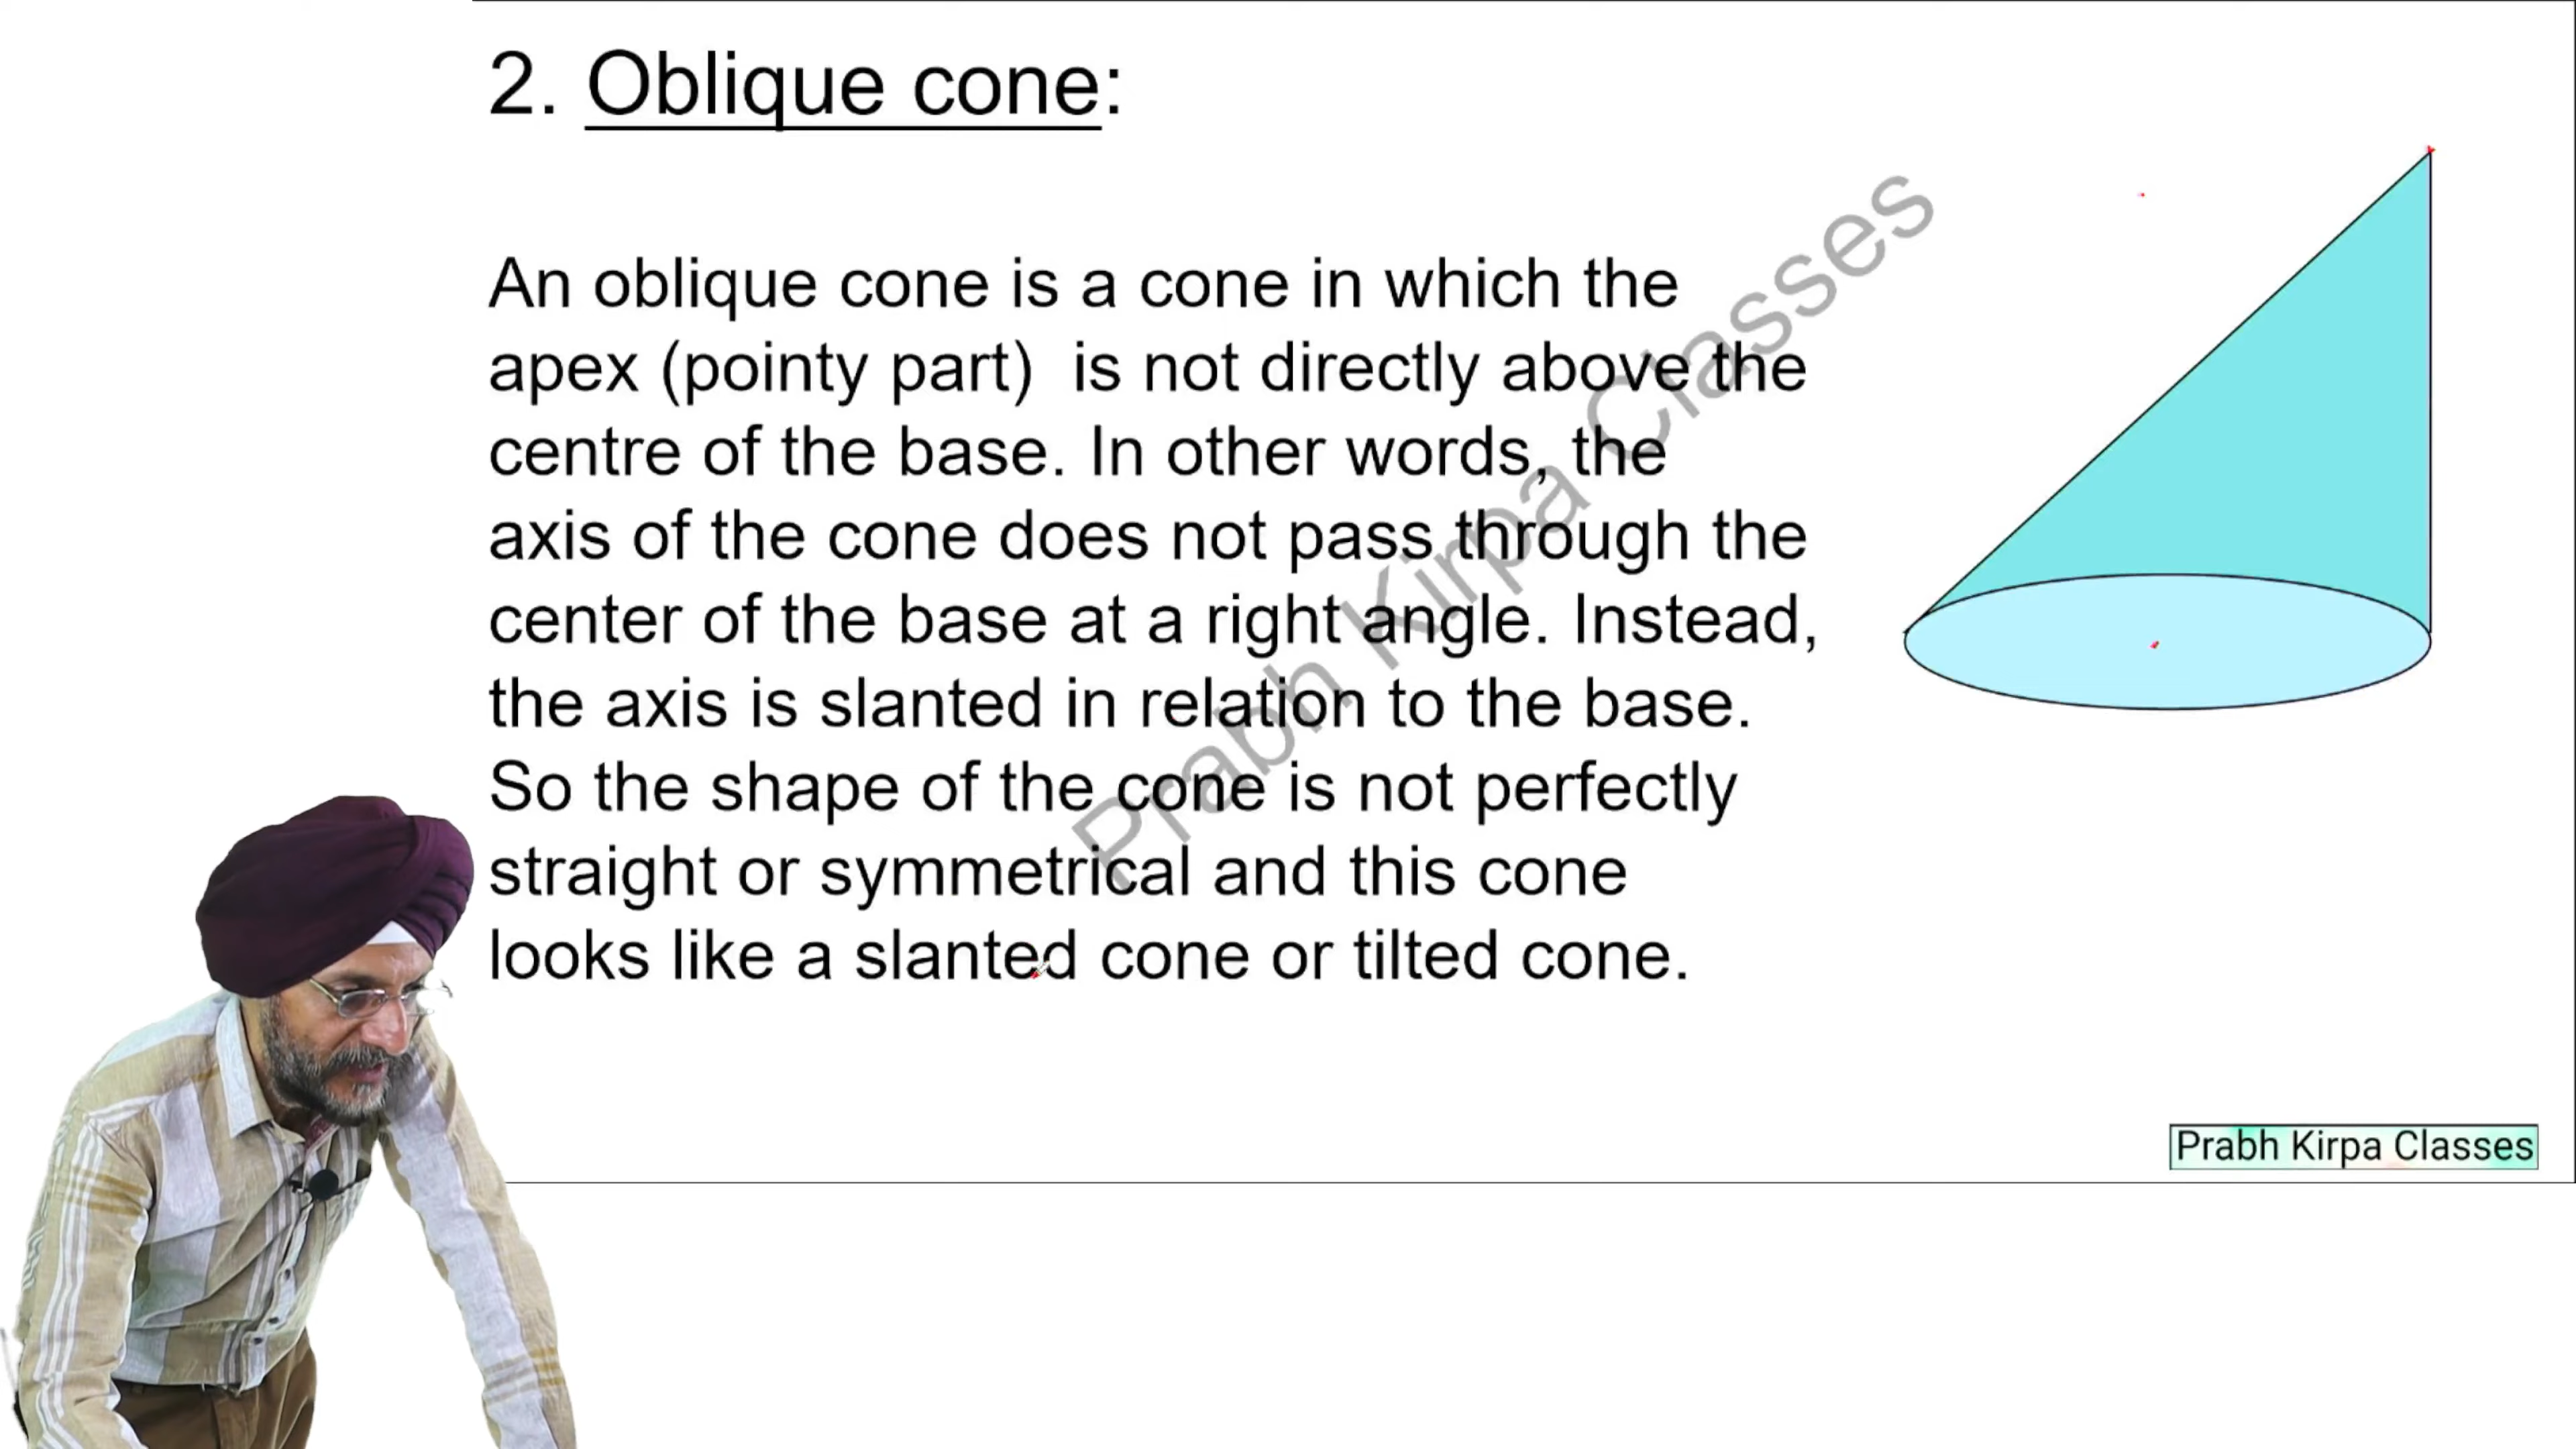 2. Oblique cone:
An oblique cone is a cone in which the
apex (pointy part)  is not directly above the
centre of the base. In other words, the
axis of the cone does not pass through the
center of the base at a right angle. Instead,
the axis is slanted in relation to the base.
So the shape of the cone is not perfectly
straight or symmetrical and this cone
looks like a slanted cone or tilted cone.
Prabh Kirpa Classes
Prabh Kirpa Classes